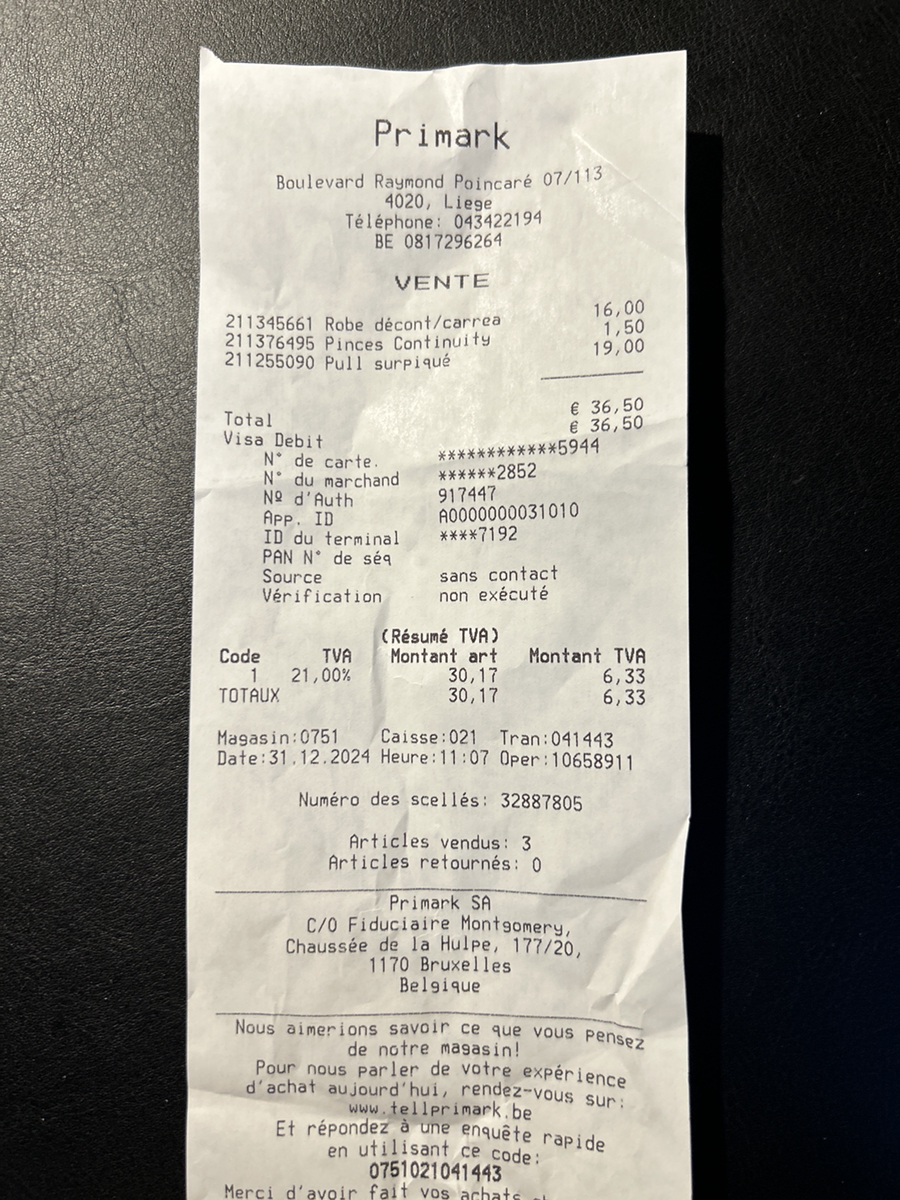 Primark
Boulevard Raymond Poincaré 07/113
4020, Liege
Téléphone: 043422194
BE 0817296264
VENTE
211345661 Robe décont/carrea 16,00
211376495 Pinces Continuity 1,50
211255090 Pull surpiqué 19,00
Total € 36,50
Visa Debit € 36,50
N° de carte. ************5944
N° du marchand ******2852
Nº d'Auth 917447
App. ID A0000000031010
ID du terminal ****7192
PAN N° de séq
Source sans contact
Vérification non exécuté
(Résumé TVA)
Code TVA Montant art Montant TVA
1 21,00% 30,17 6,33
TOTAUX 30,17 6,33
Magasin:0751 Caisse:021 Tran:041443
Date:31.12.2024 Heure:11:07 Oper:10658911
Numéro des scellés: 32887805
Articles vendus: 3
Articles retournés: 0
Primark SA
C/O Fiduciaire Montgomery,
Chaussée de la Hulpe, 177/20,
1170 Bruxelles
Belgique
Nous aimerions savoir ce que vous pensez
de notre magasin!
Pour nous parler de votre expérience
d'achat aujourd'hui, rendez-vous sur:
www.tellprimark.be
Et répondez à une enquête rapide
en utilisant ce code:
0751021041443
Merci d'avoir fait vos achats